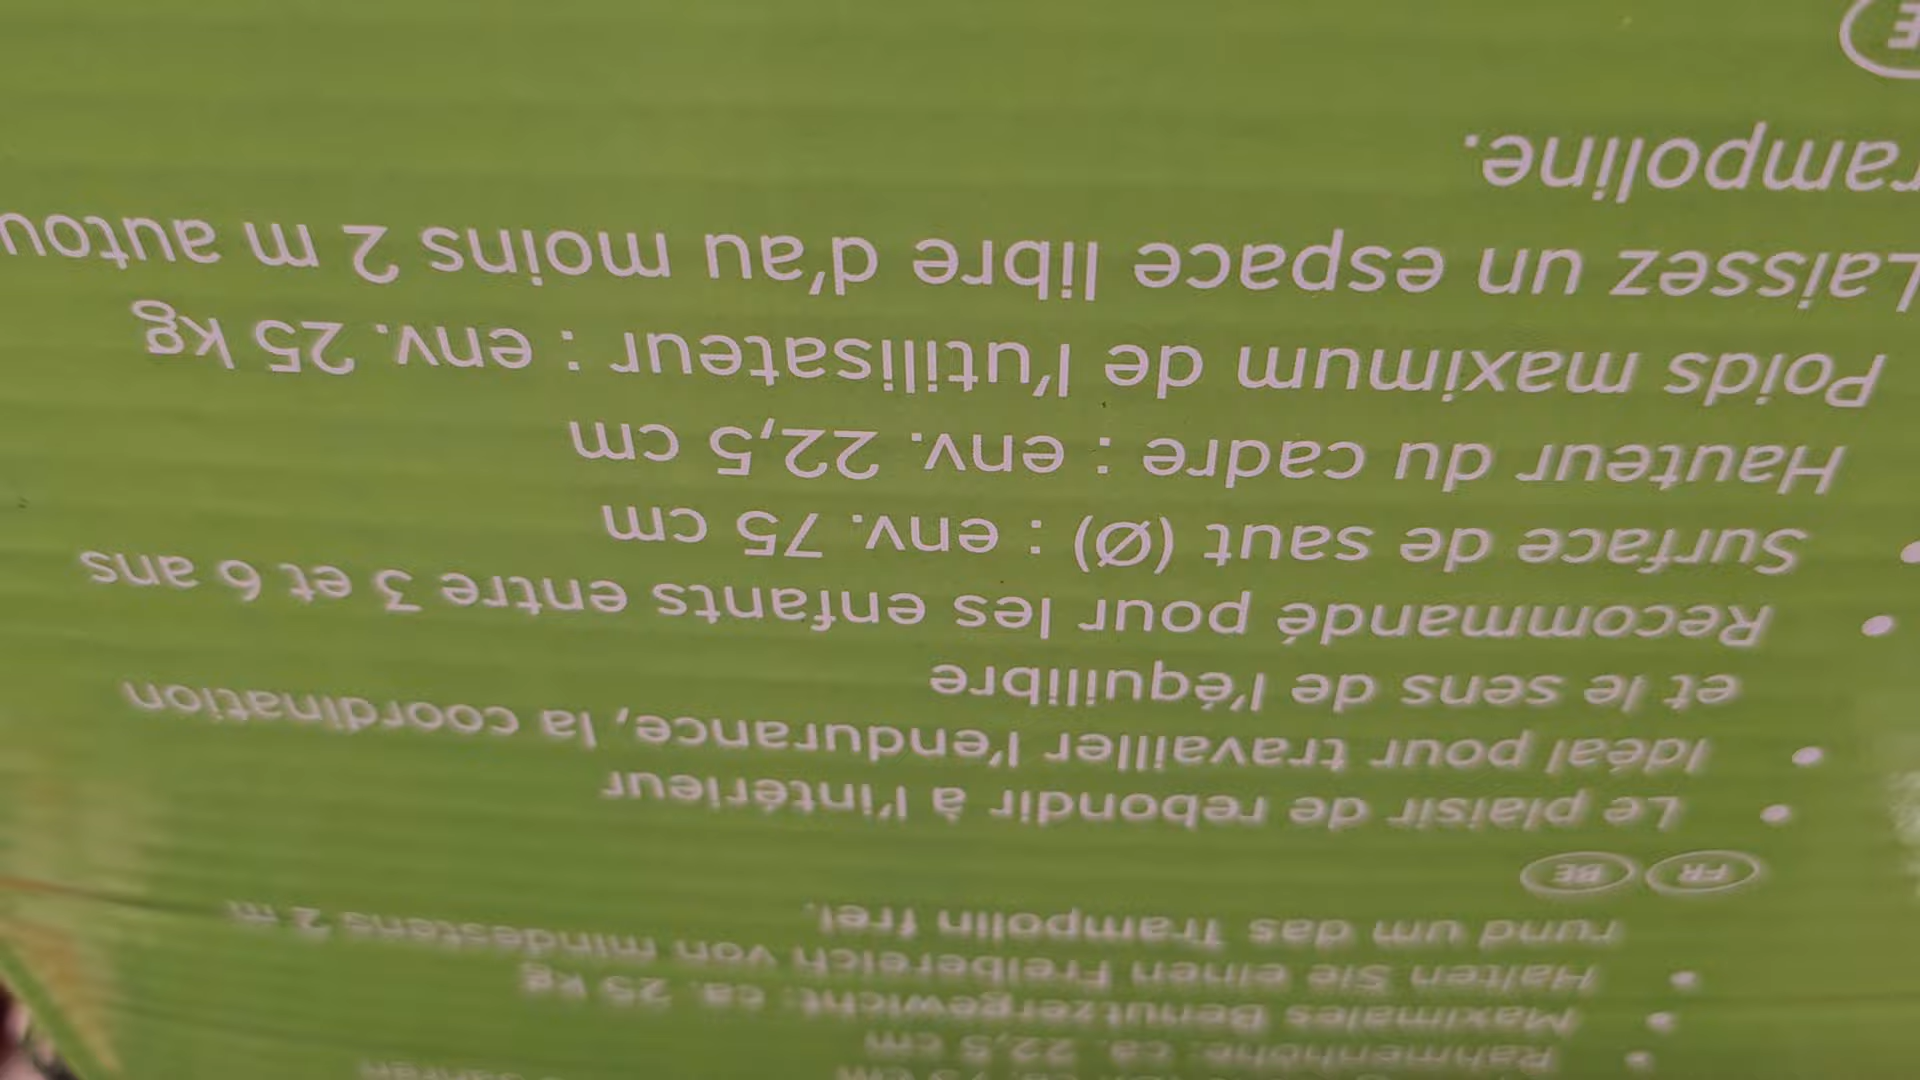 Rahmenhöhe: ca. 22,5 cm
Maximales Benutzergewicht: ca. 25 kg
Halten Sie einen Freibereich von mindestens 2 m
rund um das Trampolin frei.
FR BE
Le plaisir de rebondir à l'intérieur
Idéal pour travailler l'endurance, la coordination
et le sens de l'équilibre
Recommandé pour les enfants entre 3 et 6 ans
Surface de saut (Ø) : env. 75 cm
Hauteur du cadre : env. 22,5 cm
Poids maximum de l'utilisateur : env. 25 kg
Laissez un espace libre d'au moins 2 m autou
rampoline.